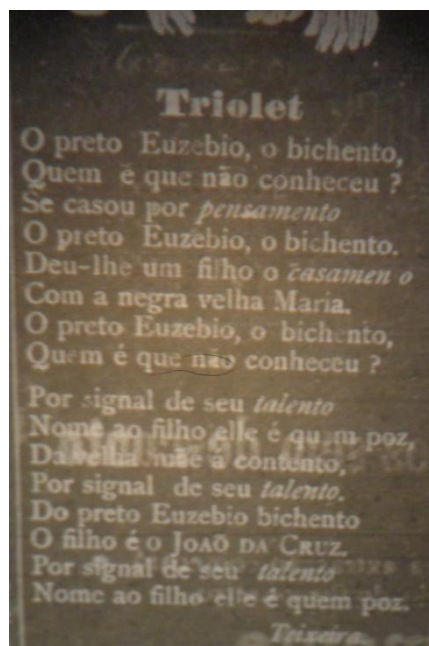 Triolet
O preto Euzebio, o bichento,
Quem é que não conheceu ?
Se casou por pensamento
O preto Euzebio, o bichento.
Deu-lhe um filho o casamen o
Com a negra velha Maria.
O preto Euzebio, o bichento,
Quem é que não conheceu ?
Por signal de seu talento
Nome ao filho elle é quem poz,
Da velha mãe a contento,
Por signal de seu talento.
Do preto Euzebio bichento
O filho é o JOAÕ DA CRUZ.
Por signal de seu talento
Nome ao filho elle é quem poz.
Teixeira